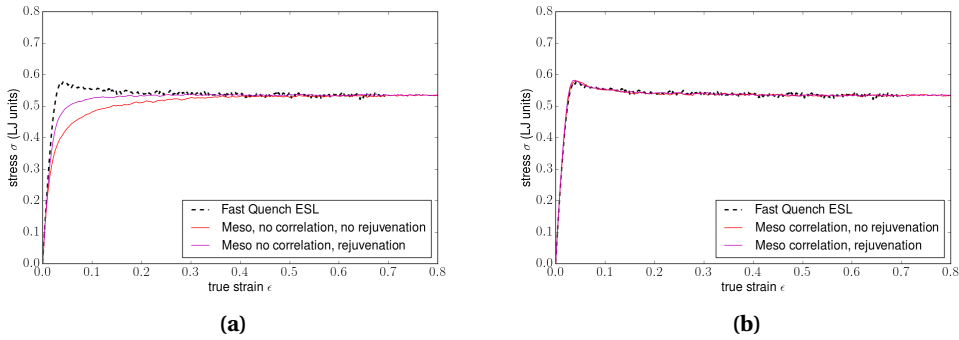 0.8
0.7
0.6
0.5
0.4
0.3
0.2
0.1
0.0
stress σ (LJ units)
Fast Quench ESL
Meso, no correlation, no rejuvenation
Meso no correlation, rejuvenation
0.0 0.1 0.2 0.3 0.4 0.5 0.6 0.7 0.8
true strain ϵ
(a)
0.8
0.7
0.6
0.5
0.4
0.3
0.2
0.1
0.0
stress σ (LJ units)
Fast Quench ESL
Meso correlation, no rejuvenation
Meso correlation, rejuvenation
0.0 0.1 0.2 0.3 0.4 0.5 0.6 0.7 0.8
true strain ϵ
(b)